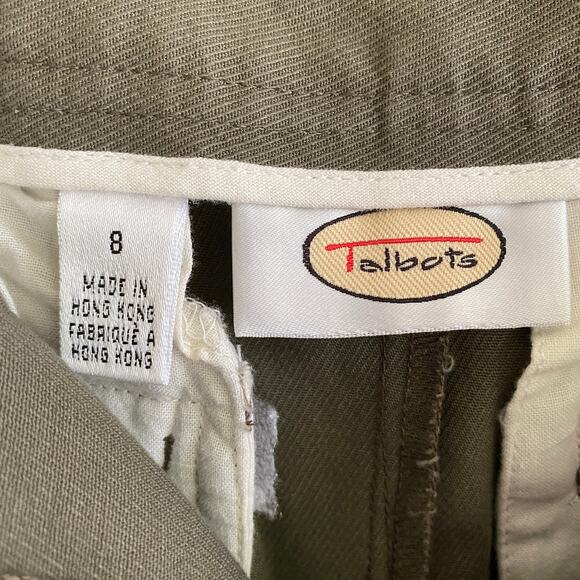 8
MADE IN
HONG KONG
FABRIQUÉ A
HONG KONG
Talbots